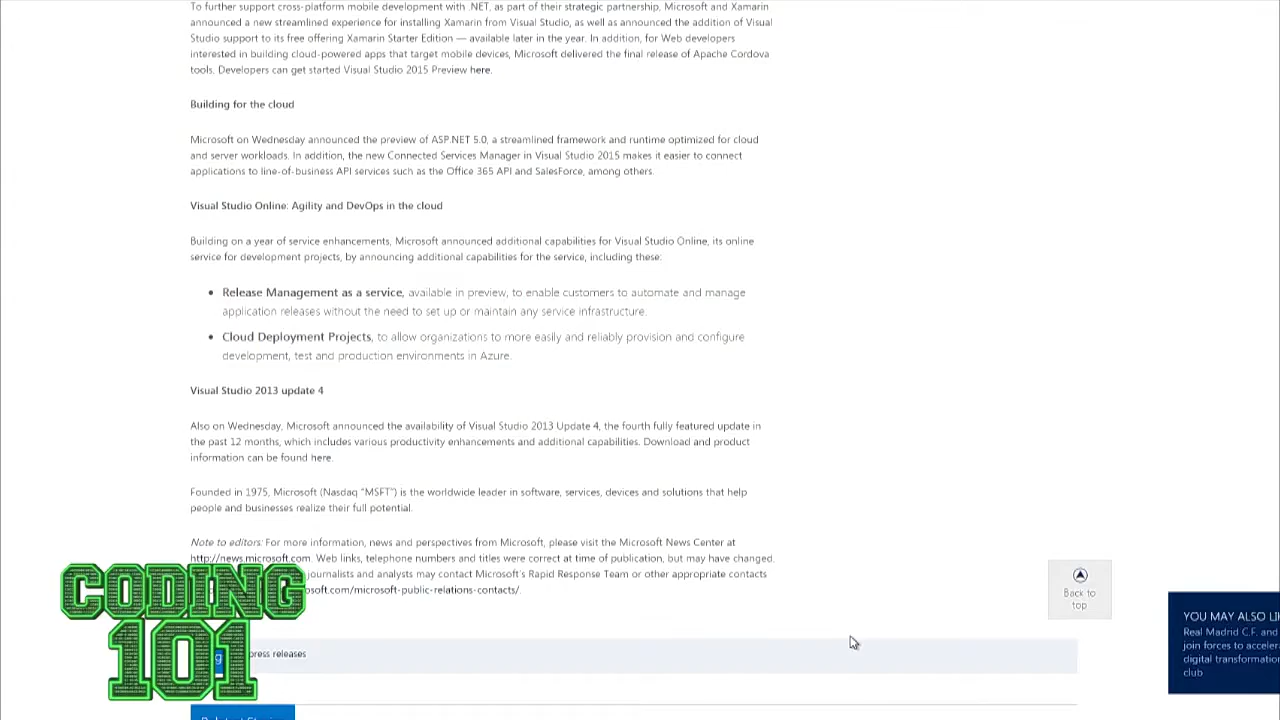 To further support cross-platform mobile development with .NET, as part of their strategic partnership, Microsoft and Xamarin
announced a new streamlined experience for installing Xamarin from Visual Studio, as well as announced the addition of Visual
Studio support to its free offering Xamarin Starter Edition — available later in the year. In addition, for Web developers
interested in building cloud-powered apps that target mobile devices, Microsoft delivered the final release of Apache Cordova
tools. Developers can get started Visual Studio 2015 Preview here.
Building for the cloud
Microsoft on Wednesday announced the preview of ASP.NET 5.0, a streamlined framework and runtime optimized for cloud
and server workloads. In addition, the new Connected Services Manager in Visual Studio 2015 makes it easier to connect
applications to line-of-business API services such as the Office 365 API and SalesForce, among others.
Visual Studio Online: Agility and DevOps in the cloud
Building on a year of service enhancements, Microsoft announced additional capabilities for Visual Studio Online, its online
service for development projects, by announcing additional capabilities for the service, including these:
• Release Management as a service, available in preview, to enable customers to automate and manage
application releases without the need to set up or maintain any service infrastructure.
• Cloud Deployment Projects, to allow organizations to more easily and reliably provision and configure
development, test and production environments in Azure.
Visual Studio 2013 update 4
Also on Wednesday, Microsoft announced the availability of Visual Studio 2013 Update 4, the fourth fully featured update in
the past 12 months, which includes various productivity enhancements and additional capabilities. Download and product
information can be found here.
Founded in 1975, Microsoft (Nasdaq "MSFT") is the worldwide leader in software, services, devices and solutions that help
people and businesses realize their full potential.
Note to editors: For more information, news and perspectives from Microsoft, please visit the Microsoft News Center at
http://news.microsoft.com. Web links, telephone numbers and titles were correct at time of publication, but may have changed.
journalists and analysts may contact Microsoft's Rapid Response Team or other appropriate contacts
osoft.com/microsoft-public-relations-contacts/.
press releases
CODING
101
Back to
top
YOU MAY ALSO LI
Real Madrid C.F. and
join forces to acceler
digital transformation
club